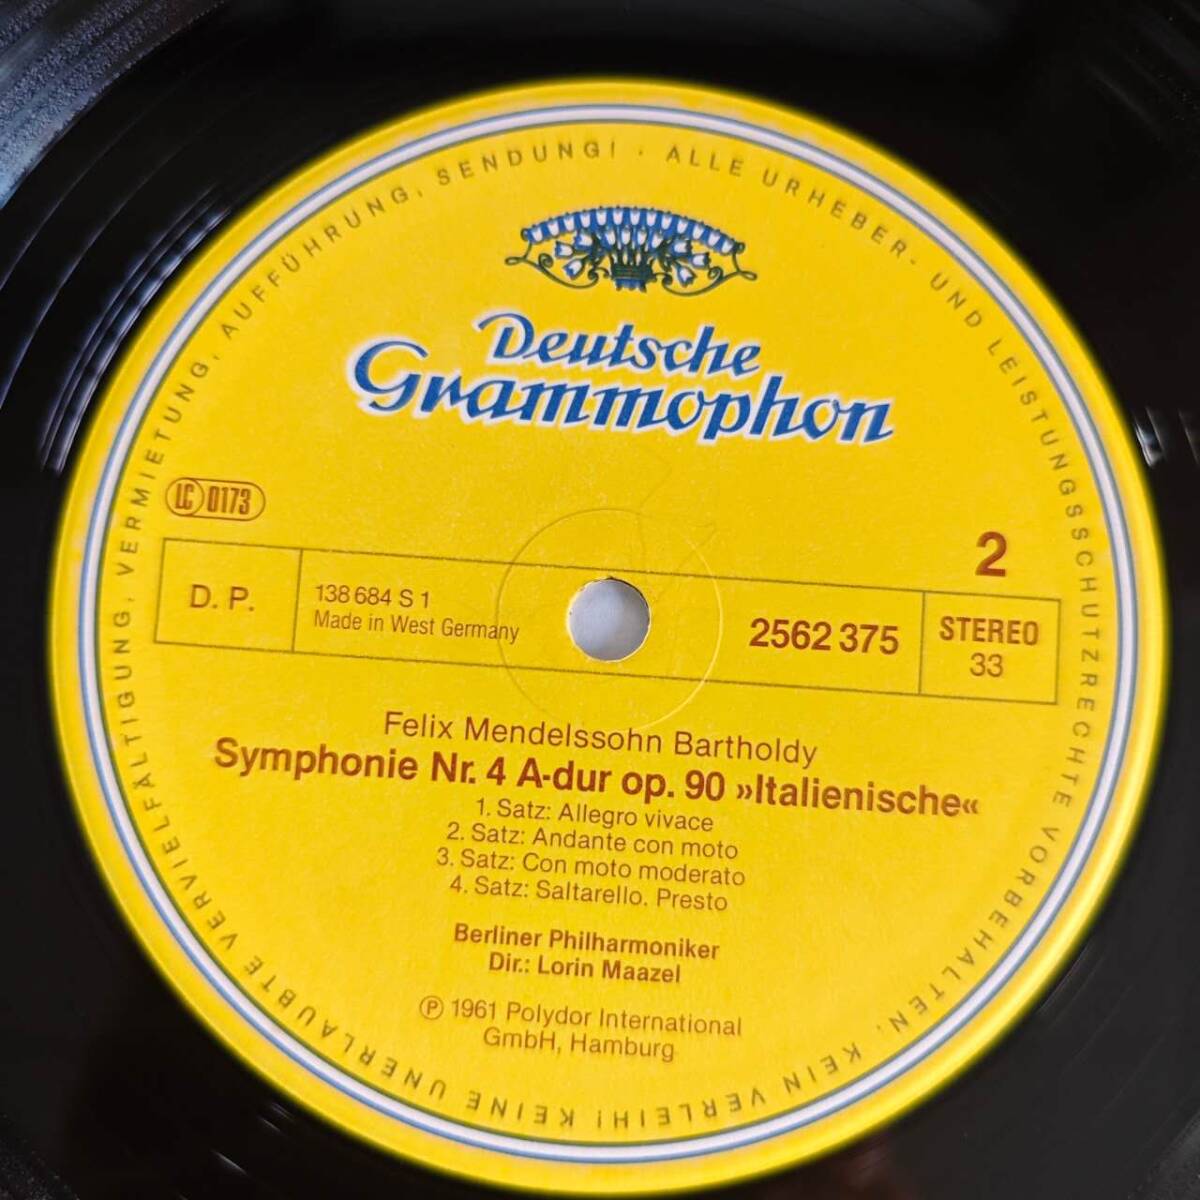 ALLE URHEBER- UND LEISTUNGSSCHUTZRECHTE VORBEHALTEN. KEIN VERLEIH! KEINE UNERLAUBTE VERVIELFÄLTIGUNG, VERMIETUNG, AUFFÜHRUNG, SENDUNG! ·
Deutsche
Grammophon
LC 0173
2
D. P.
138 684 S 1
Made in West Germany
2562 375
STEREO
33
Felix Mendelssohn Bartholdy
Symphonie Nr. 4 A-dur op. 90 »Italienische«
1. Satz: Allegro vivace
2. Satz: Andante con moto
3. Satz: Con moto moderato
4. Satz: Saltarello. Presto
Berliner Philharmoniker
Dir.: Lorin Maazel
Ⓟ 1961 Polydor International
GmbH, Hamburg